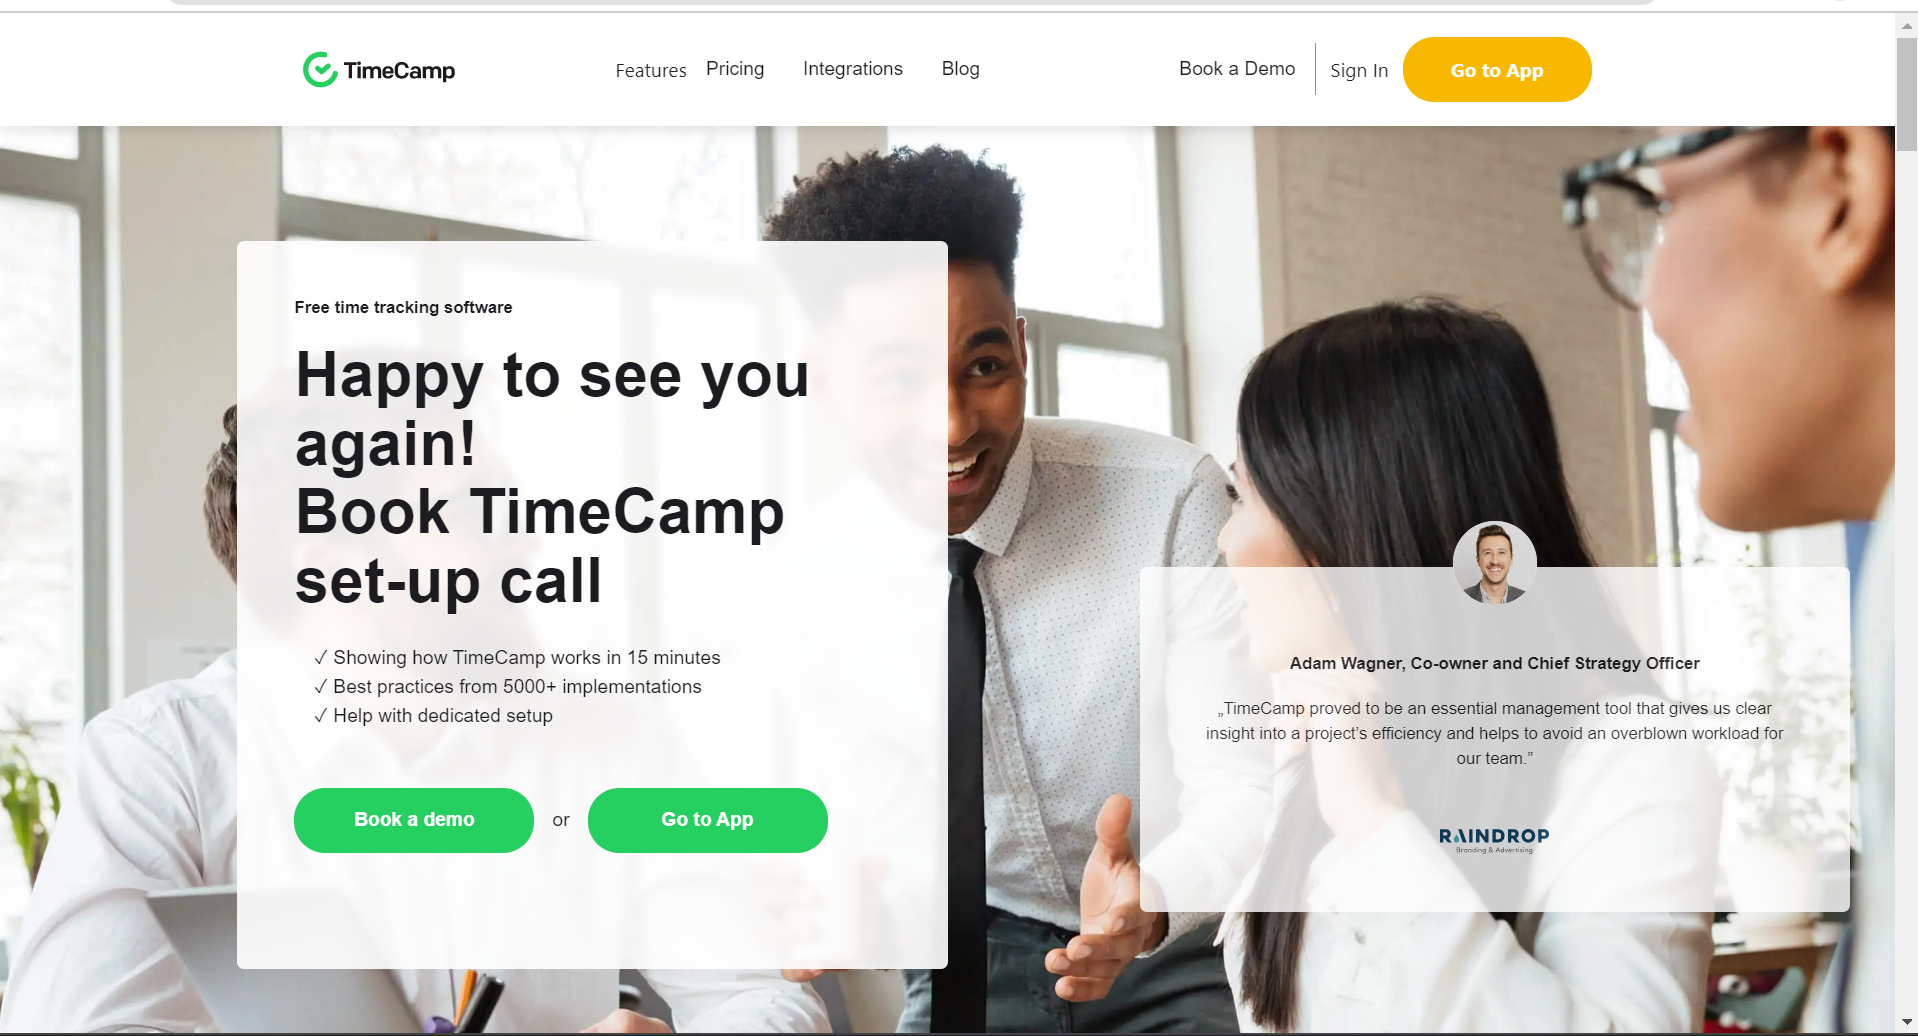 TimeCamp
Features Pricing Integrations Blog Book a Demo Sign In Go to App
Free time tracking software
Happy to see you
again!
Book TimeCamp
set-up call
✓ Showing how TimeCamp works in 15 minutes
✓ Best practices from 5000+ implementations
✓ Help with dedicated setup
Book a demo or Go to App
Adam Wagner, Co-owner and Chief Strategy Officer
„TimeCamp proved to be an essential management tool that gives us clear
insight into a project’s efficiency and helps to avoid an overblown workload for
our team.”
RAINDROP
Branding & Advertising